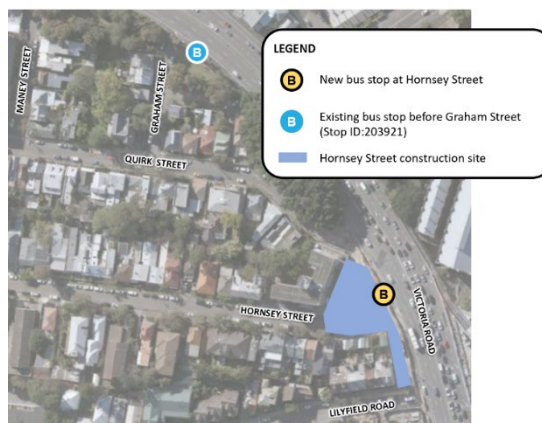 LEGEND
B New bus stop at Hornsey Street
B Existing bus stop before Graham Street
(Stop ID:203921)
Hornsey Street construction site
MANEY STREET
GRAHAM STREET
B
QUIRK STREET
B
HORNSEY STREET
VICTORIA ROAD
LILYFIELD ROAD